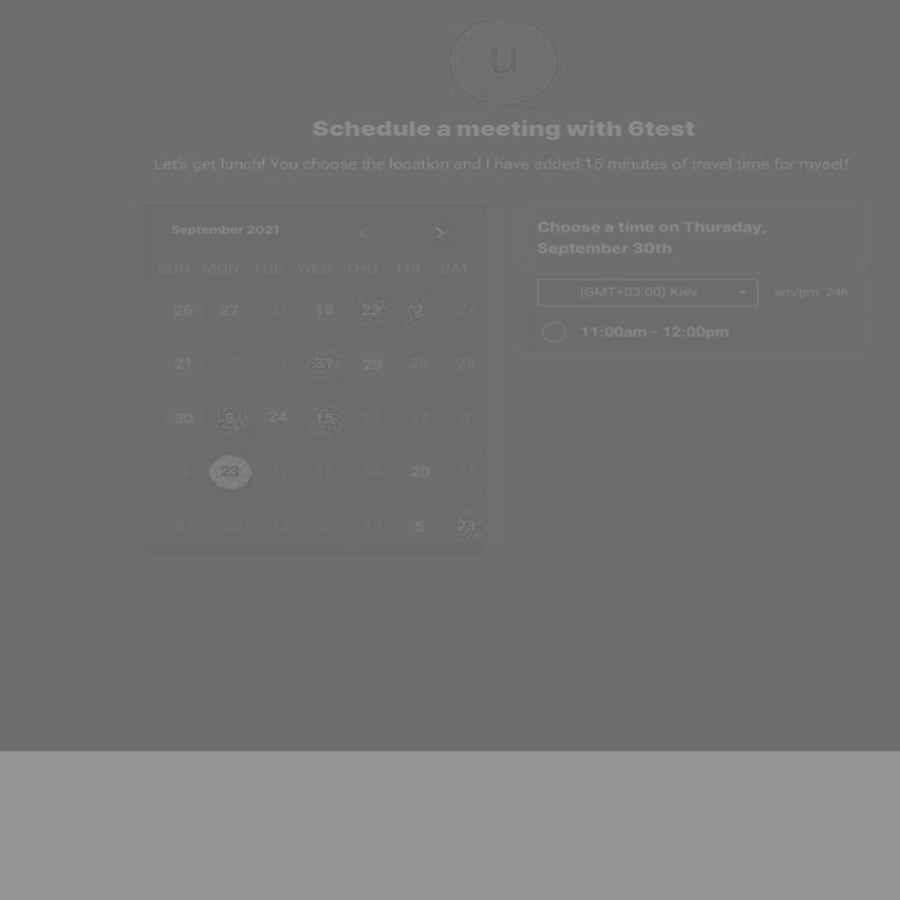 u
Schedule a meeting with 6test
Let's get lunch! You choose the location and I have added 15 minutes of travel time for myself.
September 2021 < >
SUN MON TUE WED THU FRI SAT
26 27 31 18 22 2 24
21 22 23 31 29 28 28
30 18 24 15 15 24 8
4 23 21 16 14 20 16
31 20 13 2 17 5 23
Choose a time on Thursday,
September 30th
(GMT+03:00) Kiev am/pm 24h
11:00am - 12:00pm